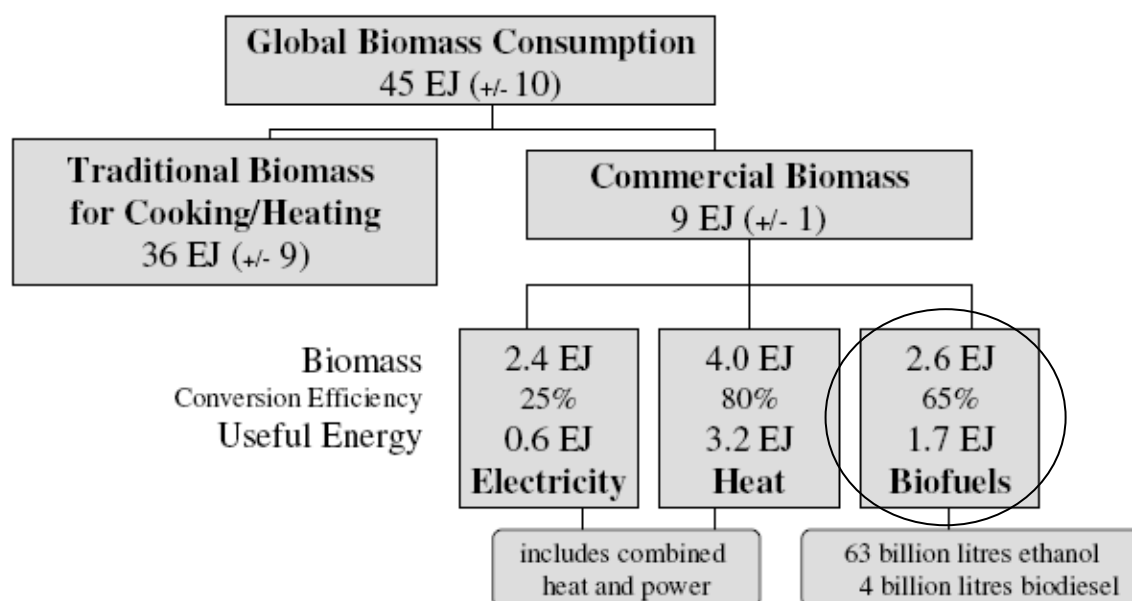 Global Biomass Consumption
45 EJ (+/- 10)
Traditional Biomass
for Cooking/Heating
36 EJ (+/- 9)
Commercial Biomass
9 EJ (+/- 1)
Biomass 2.4 EJ 4.0 EJ 2.6 EJ
Conversion Efficiency 25% 80% 65%
Useful Energy 0.6 EJ 3.2 EJ 1.7 EJ
Electricity Heat Biofuels
includes combined
heat and power
63 billion litres ethanol
4 billion litres biodiesel